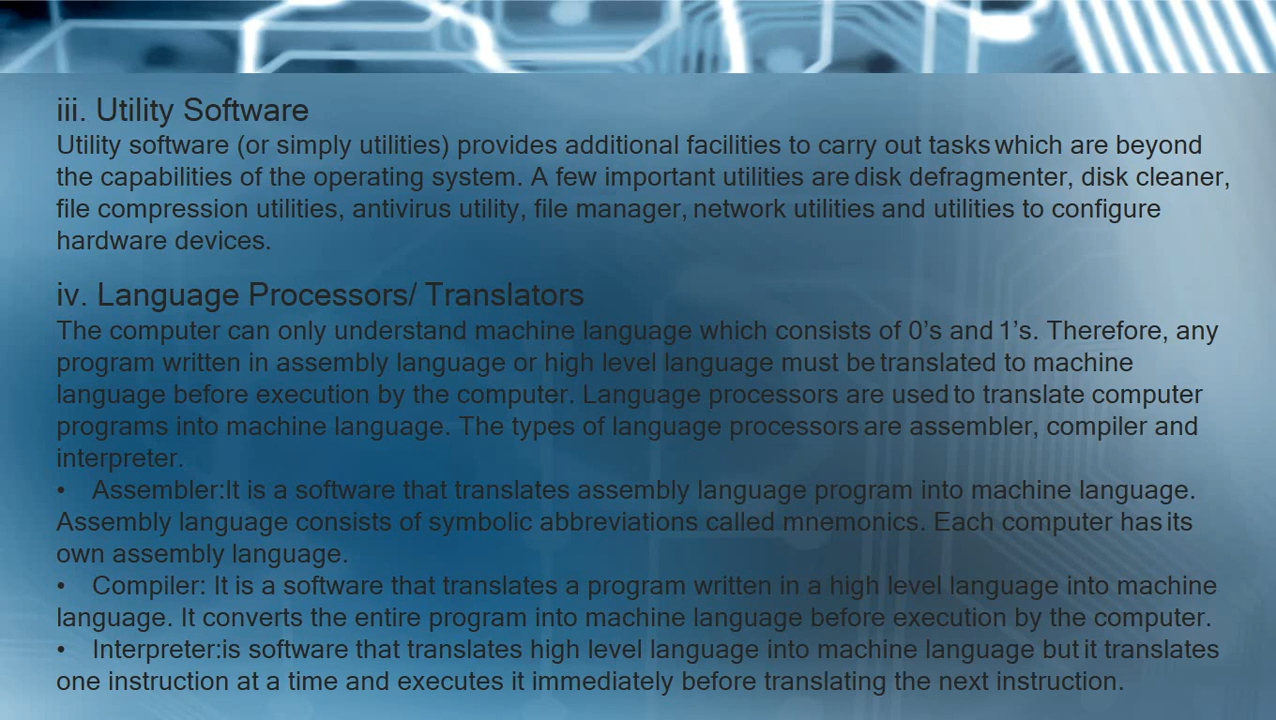 iii. Utility Software
Utility software (or simply utilities) provides additional facilities to carry out tasks which are beyond
the capabilities of the operating system. A few important utilities are disk defragmenter, disk cleaner,
file compression utilities, antivirus utility, file manager, network utilities and utilities to configure
hardware devices.
iv. Language Processors/ Translators
The computer can only understand machine language which consists of 0’s and 1’s. Therefore, any
program written in assembly language or high level language must be translated to machine
language before execution by the computer. Language processors are used to translate computer
programs into machine language. The types of language processors are assembler, compiler and
interpreter.
• Assembler:It is a software that translates assembly language program into machine language.
Assembly language consists of symbolic abbreviations called mnemonics. Each computer has its
own assembly language.
• Compiler: It is a software that translates a program written in a high level language into machine
language. It converts the entire program into machine language before execution by the computer.
• Interpreter:is software that translates high level language into machine language but it translates
one instruction at a time and executes it immediately before translating the next instruction.